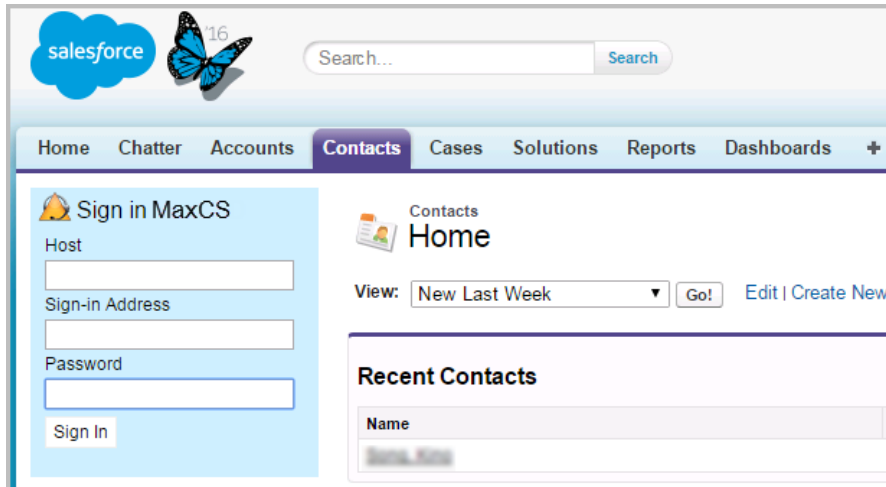 salesforce
'16
Search...
Search
Home Chatter Accounts Contacts Cases Solutions Reports Dashboards +
Sign in MaxCS
Host
Sign-in Address
Password
Sign In
Contacts
Home
View: New Last Week Go! Edit | Create New
Recent Contacts
Name